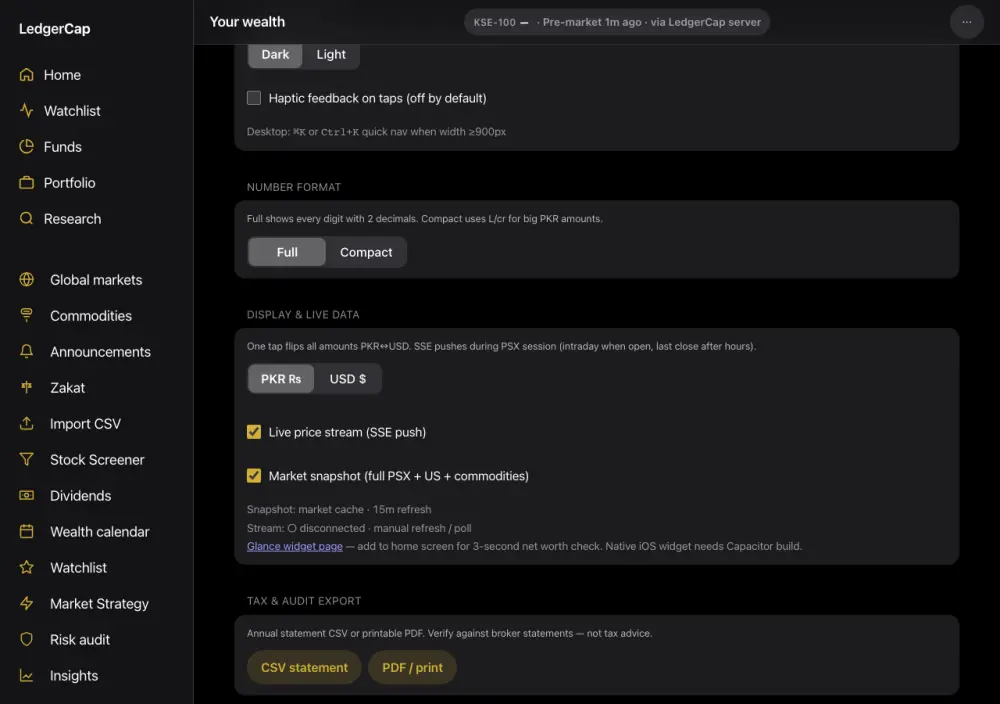 LedgerCap
Home
Watchlist
Funds
Portfolio
Research
Global markets
Commodities
Announcements
Zakat
Import CSV
Stock Screener
Dividends
Wealth calendar
Watchlist
Market Strategy
Risk audit
Insights
Your wealth
KSE-100 — · Pre-market 1m ago · via LedgerCap server
...
Dark Light
Haptic feedback on taps (off by default)
Desktop: ⌘K or Ctrl+K quick nav when width ≥900px
NUMBER FORMAT
Full shows every digit with 2 decimals. Compact uses L/cr for big PKR amounts.
Full Compact
DISPLAY & LIVE DATA
One tap flips all amounts PKR↔USD. SSE pushes during PSX session (intraday when open, last close after hours).
PKR ₨ USD $
Live price stream (SSE push)
Market snapshot (full PSX + US + commodities)
Snapshot: market cache · 15m refresh
Stream: ○ disconnected · manual refresh / poll
Glance widget page — add to home screen for 3-second net worth check. Native iOS widget needs Capacitor build.
TAX & AUDIT EXPORT
Annual statement CSV or printable PDF. Verify against broker statements — not tax advice.
CSV statement PDF / print